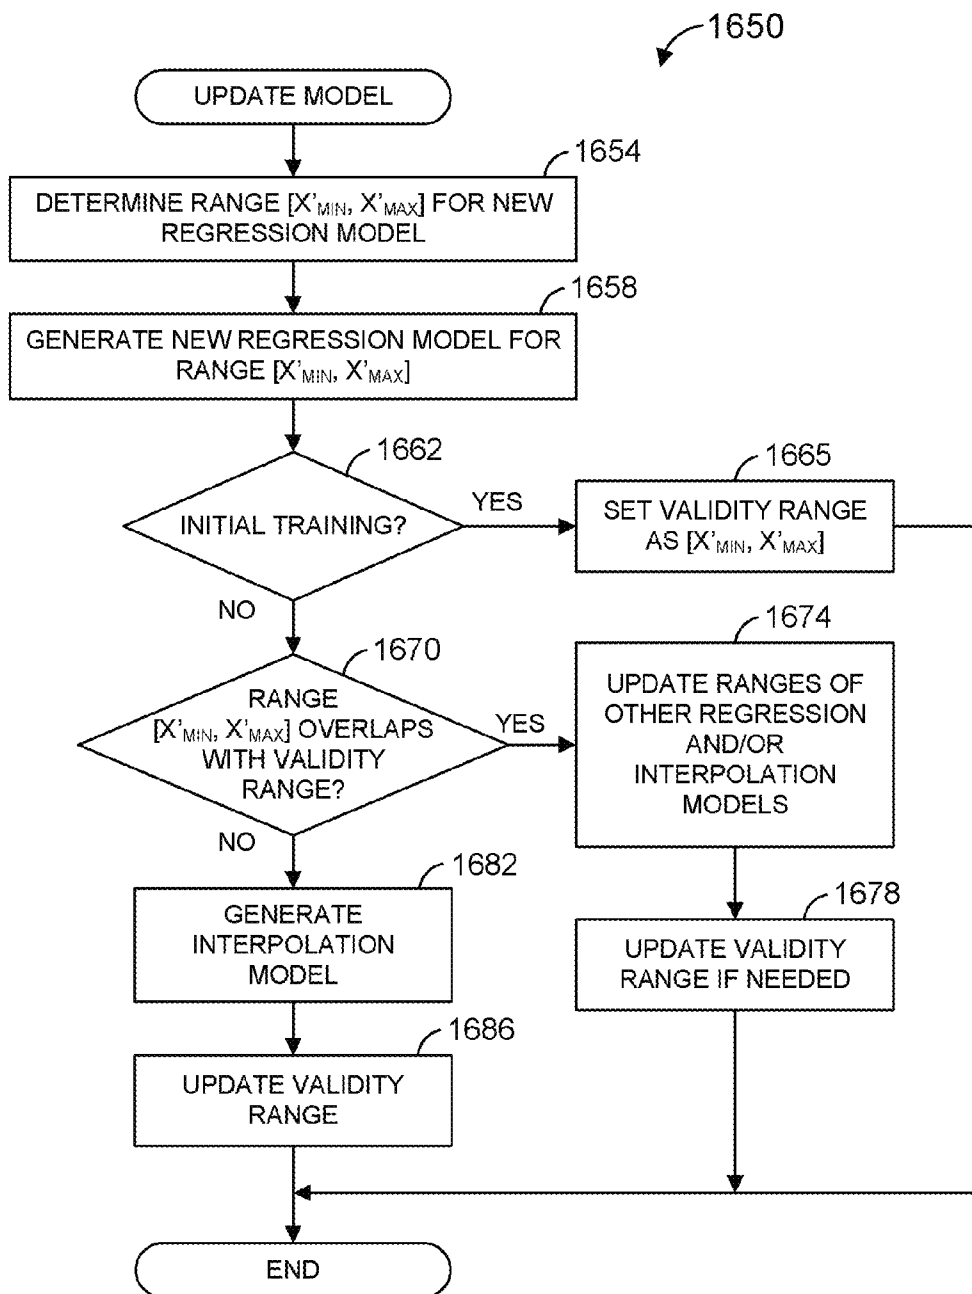 1650
UPDATE MODEL
1654
DETERMINE RANGE [X'MIN, X'MAX] FOR NEW
REGRESSION MODEL
1658
GENERATE NEW REGRESSION MODEL FOR
RANGE [X'MIN, X'MAX]
1662
INITIAL TRAINING?
YES
1665
SET VALIDITY RANGE
AS [X'MIN, X'MAX]
NO
1670
RANGE
[X'MIN, X'MAX] OVERLAPS
WITH VALIDITY
RANGE?
YES
1674
UPDATE RANGES OF
OTHER REGRESSION
AND/OR
INTERPOLATION
MODELS
NO
1682
GENERATE
INTERPOLATION
MODEL
1678
UPDATE VALIDITY
RANGE IF NEEDED
1686
UPDATE VALIDITY
RANGE
END